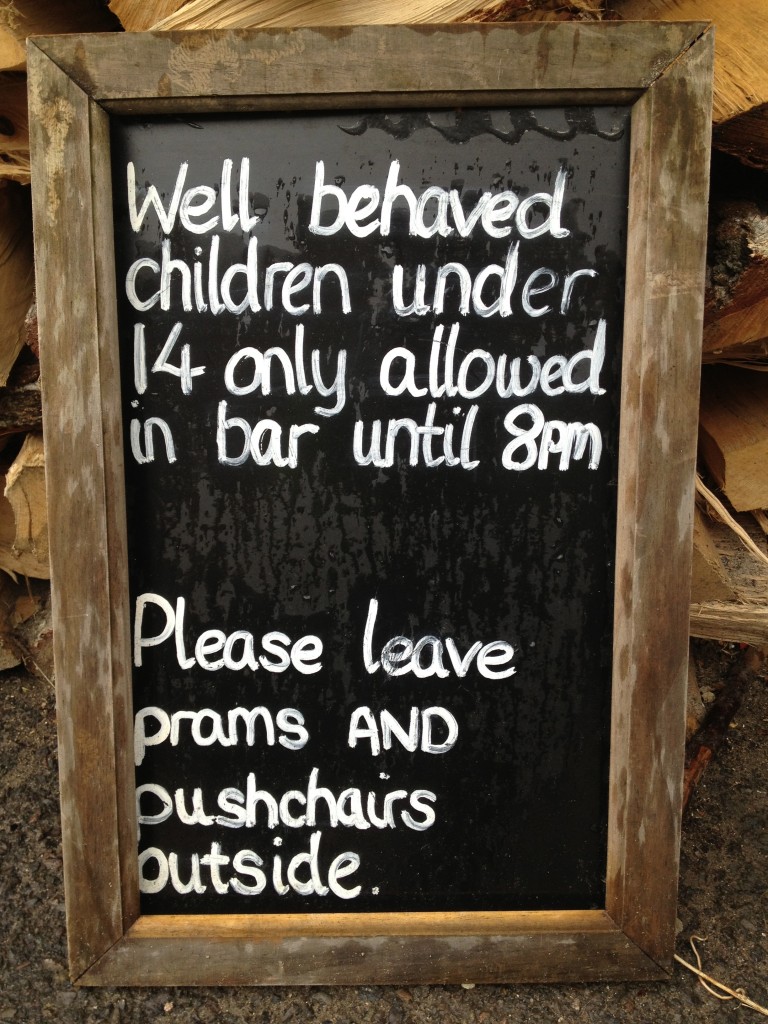 Well behaved
children under
14 only allowed
in bar until 8pm
Please leave
prams AND
pushchairs
outside.